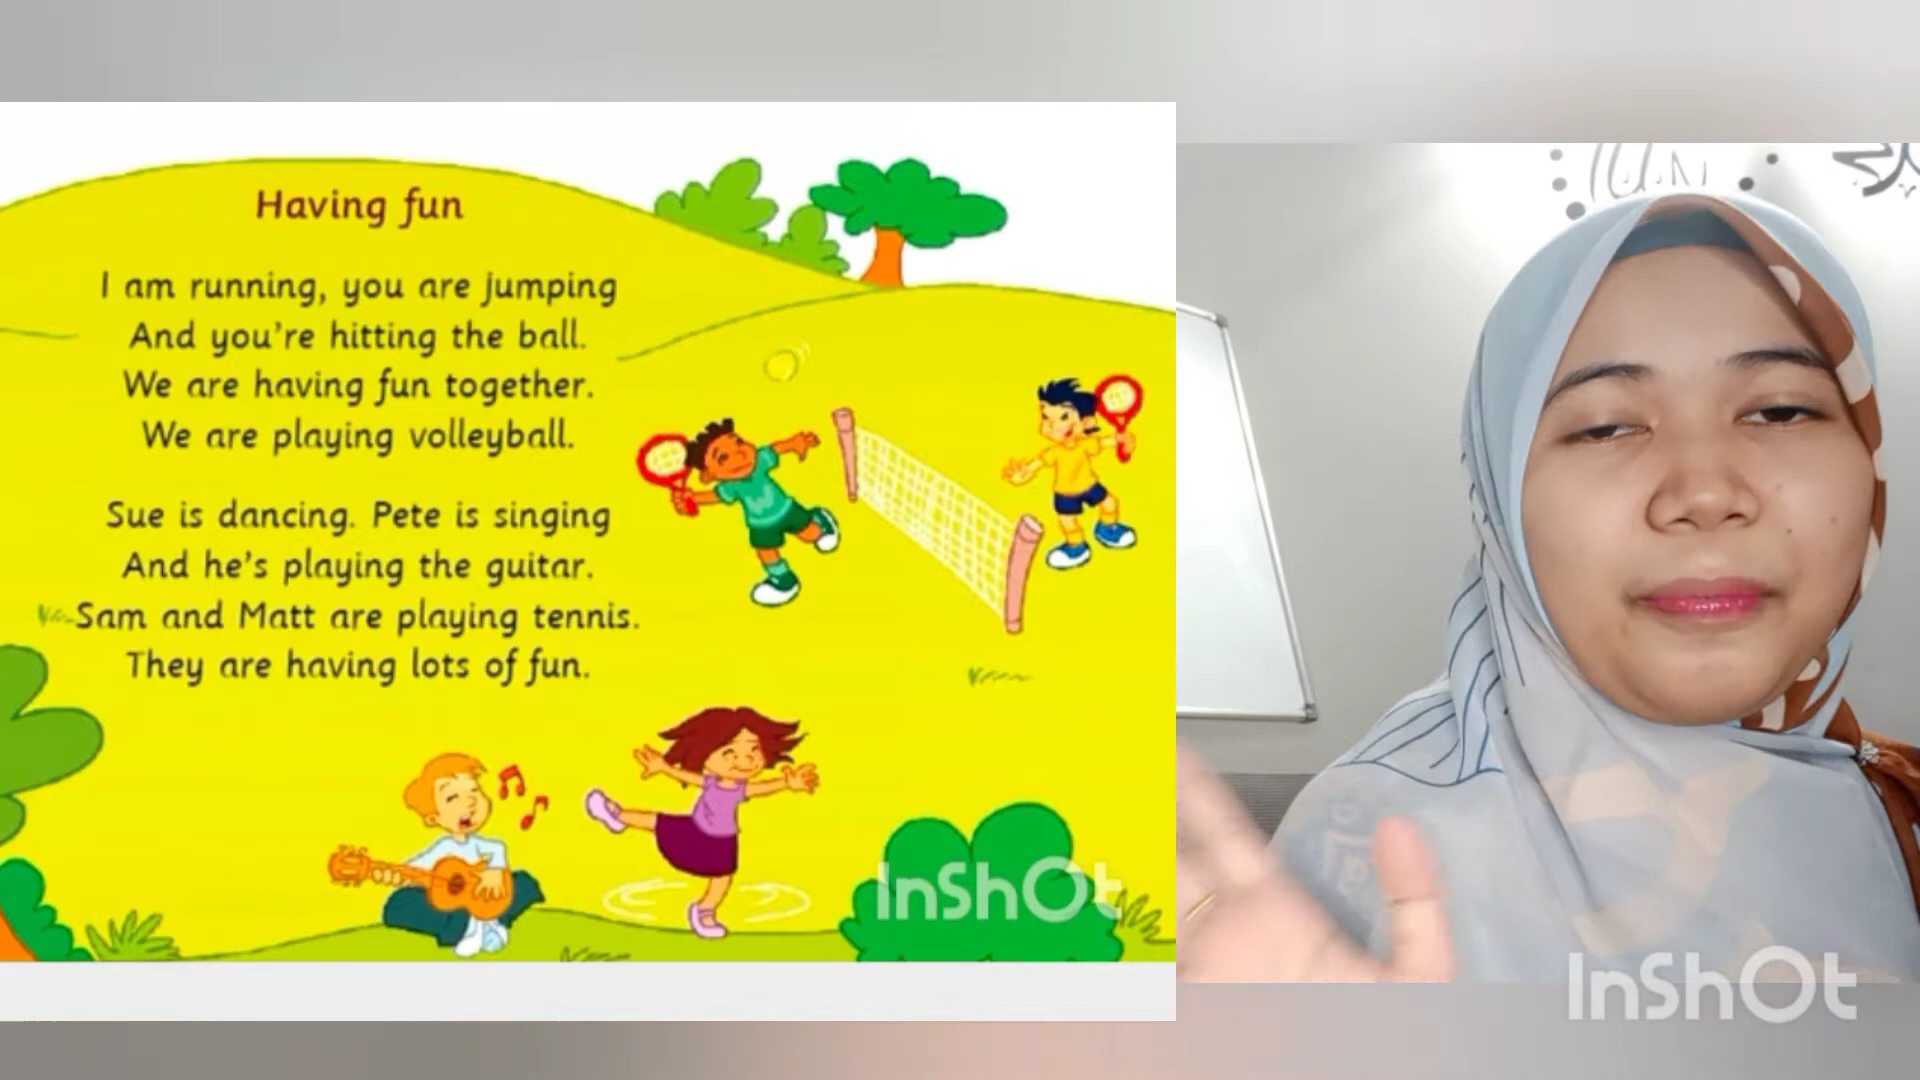 Having fun
I am running, you are jumping
And you're hitting the ball.
We are having fun together.
We are playing volleyball.
Sue is dancing. Pete is singing
And he's playing the guitar.
Sam and Matt are playing tennis.
They are having lots of fun.
InShOt
InShOt